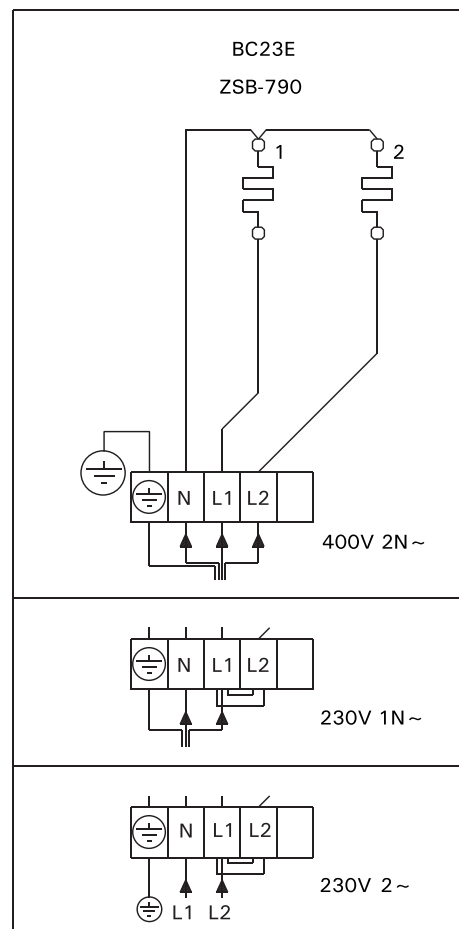 BC23E
ZSB-790
1 2
N L1 L2
400V 2N~
N L1 L2
230V 1N~
N L1 L2
230V 2~
L1 L2